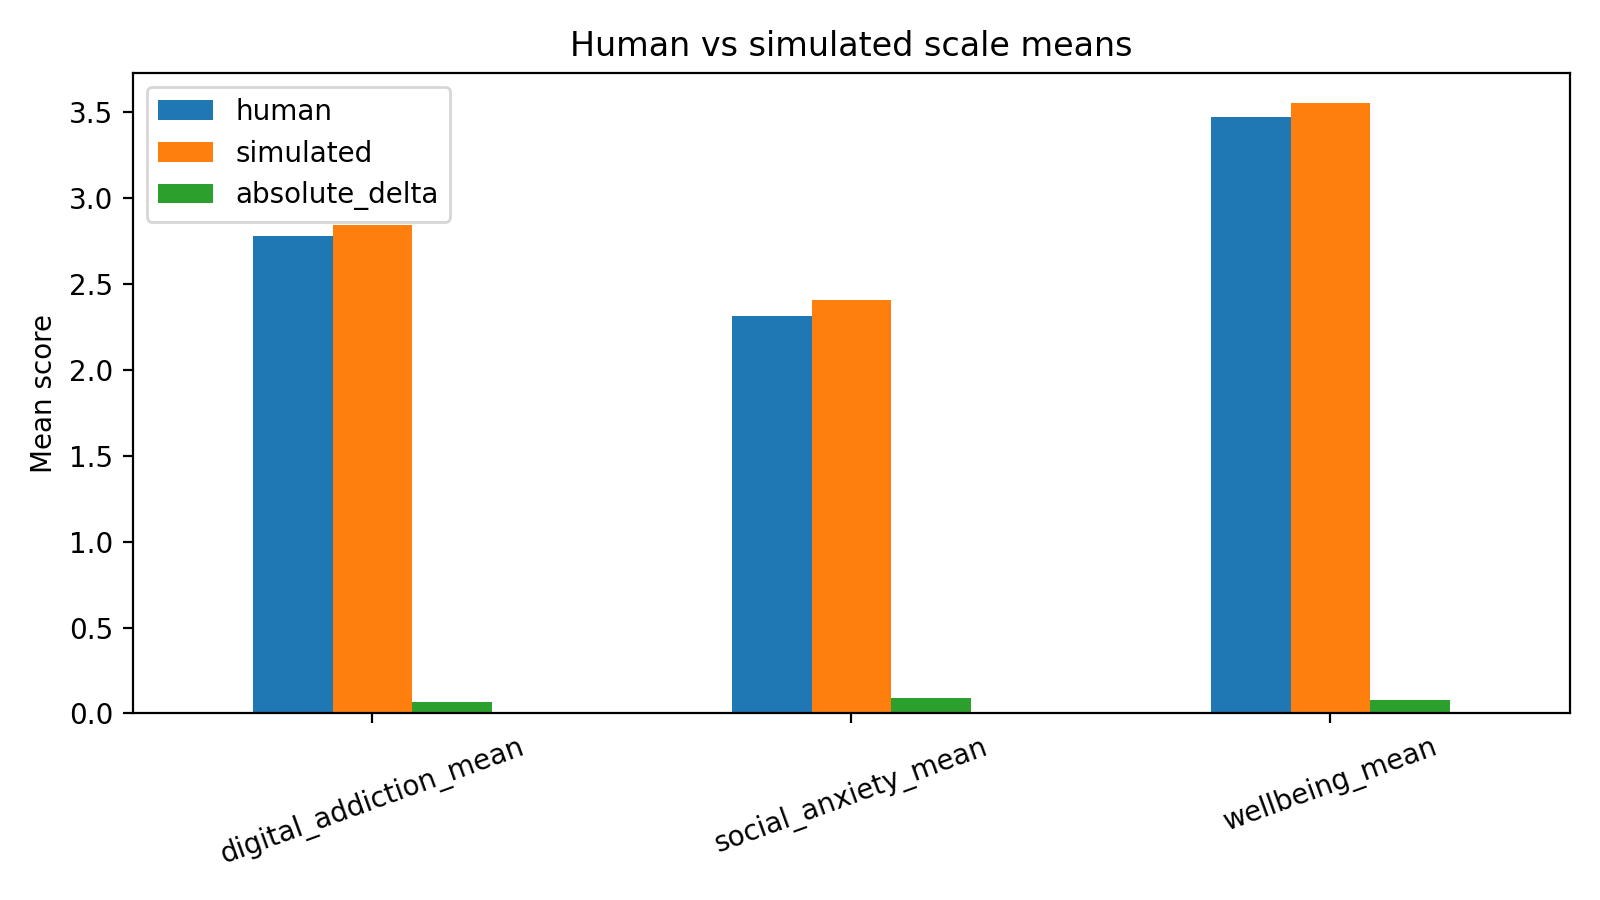 Human vs simulated scale means
human
simulated
absolute_delta
Mean score
3.5
3.0
2.5
2.0
1.5
1.0
0.5
0.0
digital_addiction_mean
social_anxiety_mean
wellbeing_mean